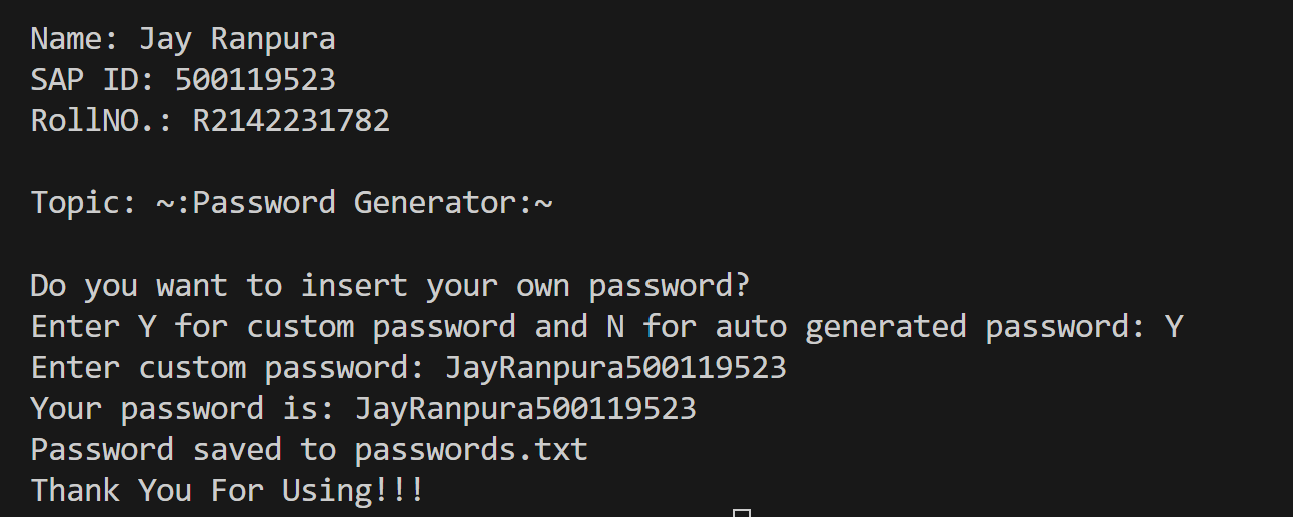 Name: Jay Ranpura
SAP ID: 500119523
RollNO.: R2142231782
Topic: ~:Password Generator:~
Do you want to insert your own password?
Enter Y for custom password and N for auto generated password: Y
Enter custom password: JayRanpura500119523
Your password is: JayRanpura500119523
Password saved to passwords.txt
Thank You For Using!!!